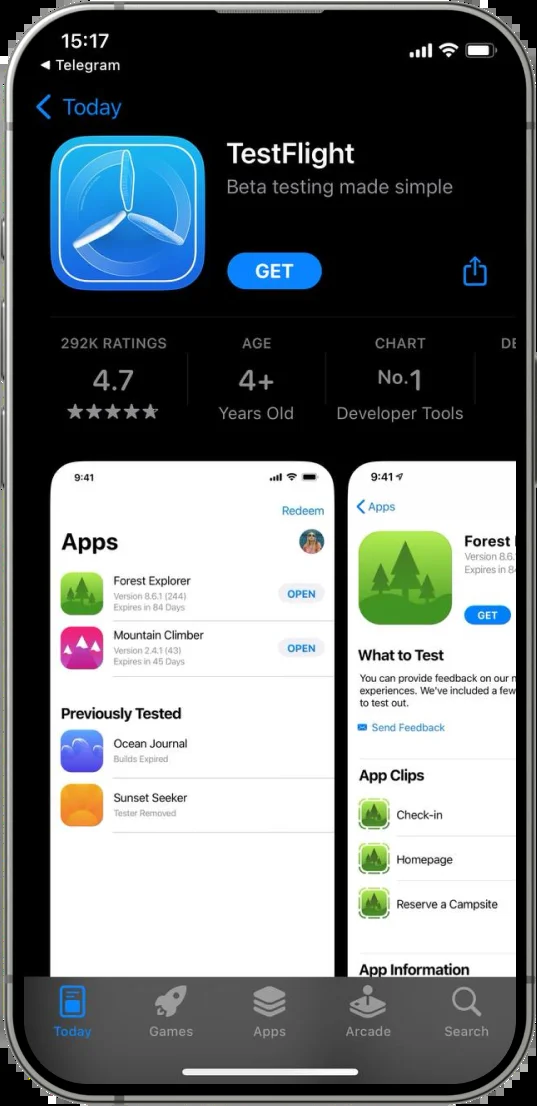 15:17
◀ Telegram
Today
TestFlight
Beta testing made simple
GET
292K RATINGS
4.7
AGE
4+
Years Old
CHART
No.1
Developer Tools
DE
9:41
Redeem
Apps
Forest Explorer
Version 8.6.1 (244)
Expires in 84 Days
OPEN
Mountain Climber
Version 2.4.1 (43)
Expires in 45 Days
OPEN
Previously Tested
Ocean Journal
Builds Expired
Sunset Seeker
Tester Removed
9:41
Apps
Forest
Version 8.6.
Expires in 84
GET
What to Test
You can provide feedback on our n
experiences. We've included a few
to test out.
Send Feedback
App Clips
Check-in
Homepage
Reserve a Campsite
App Information
Today
Games
Apps
Arcade
Search